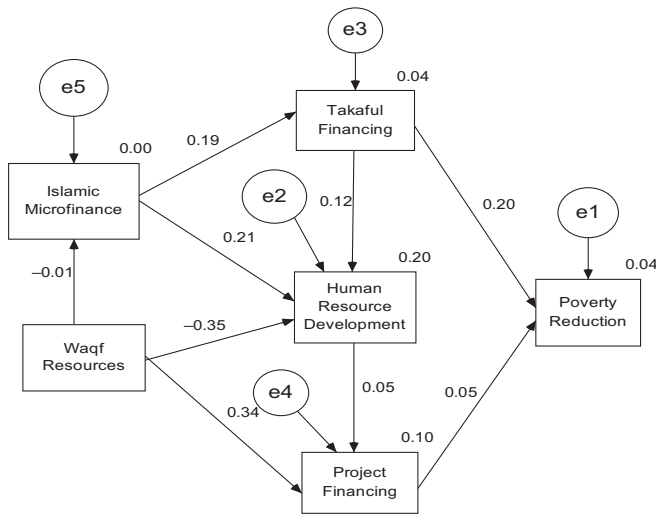 e3
e5
0.04
Takaful
Financing
0.00
0.19
Islamic
Microfinance
e2
0.12
0.20
e1
0.21
0.20
0.04
–0.01
Human
Resource
Development
Poverty
Reduction
–0.35
Waqf
Resources
e4
0.05
0.05
0.34
0.10
Project
Financing